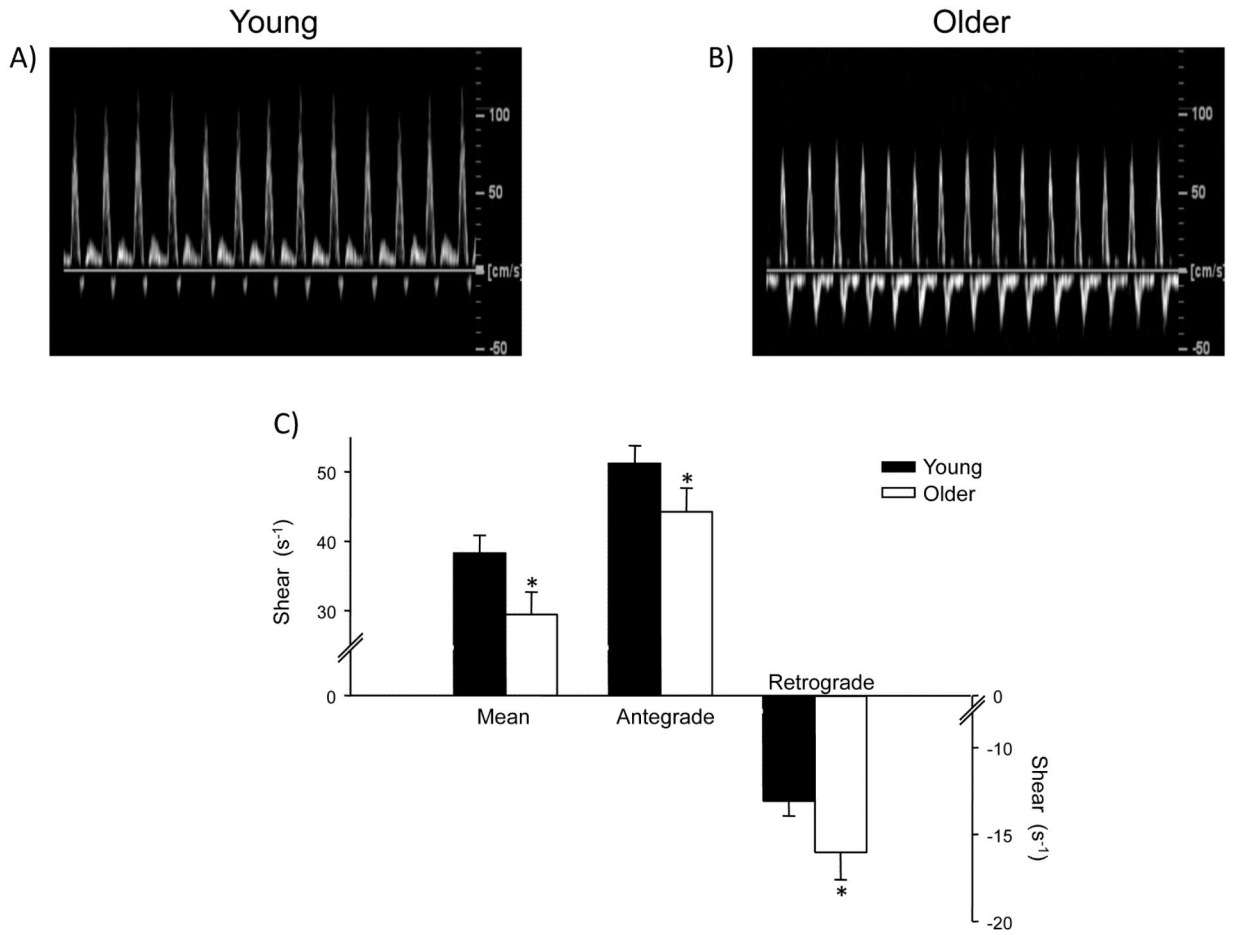 Young
Older
A)
B)
100
50
[cm/s
-50
100
50
[cm/s]
-50
C)
Young
Older
50
40
30
0
Shear (s-1)
*
*
Retrograde
Mean
Antegrade
0
-10
-15
-20
Shear (s-1)
*